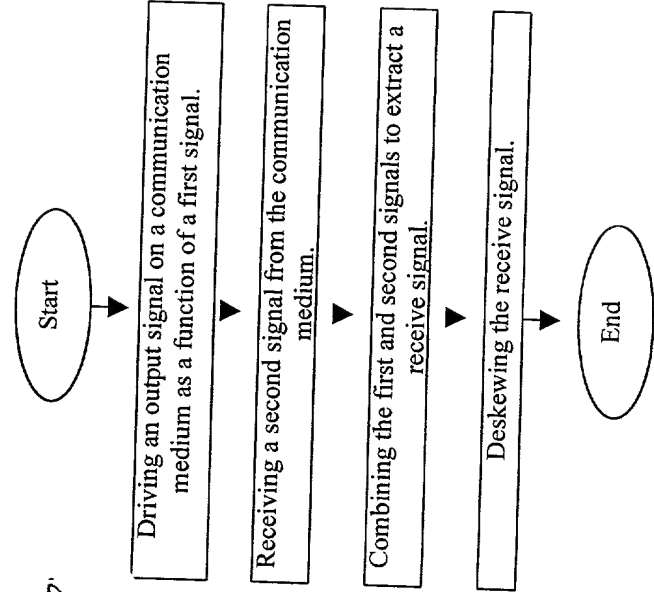 Start
Driving an output signal on a communication
medium as a function of a first signal.
Receiving a second signal from the communication
medium.
Combining the first and second signals to extract a
receive signal.
Deskewing the receive signal.
End